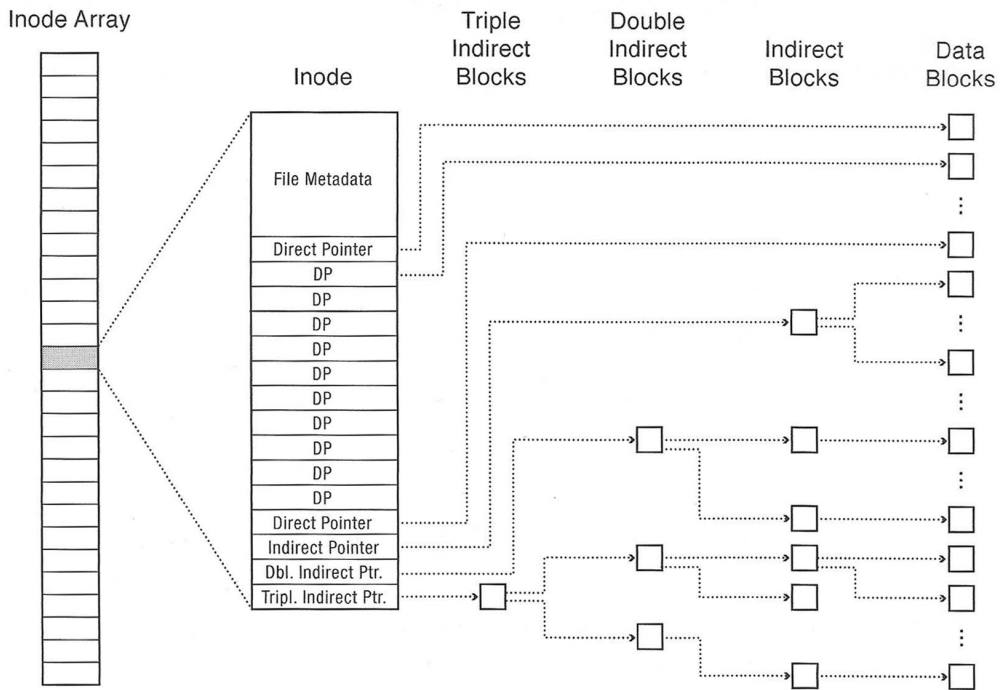 Inode Array
Inode
Triple
Indirect
Blocks
Double
Indirect
Blocks
Indirect
Blocks
Data
Blocks
File Metadata
Direct Pointer
DP
DP
DP
DP
DP
DP
DP
DP
DP
DP
Direct Pointer
Indirect Pointer
Dbl. Indirect Ptr.
Tripl. Indirect Ptr.